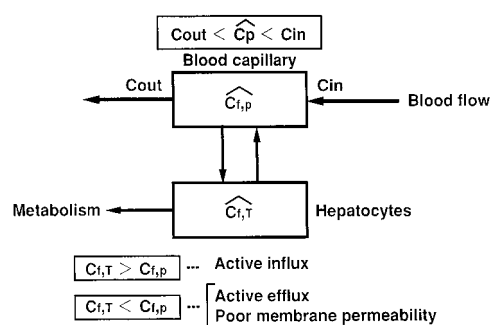 Cout < Ĉp < Cin
Blood capillary
Cout
Cin
Ĉf,p
Blood flow
Metabolism
Ĉf,T
Hepatocytes
Cf,T > Cf,p --- Active influx
Cf,T < Cf,p --- Active efflux
Poor membrane permeability